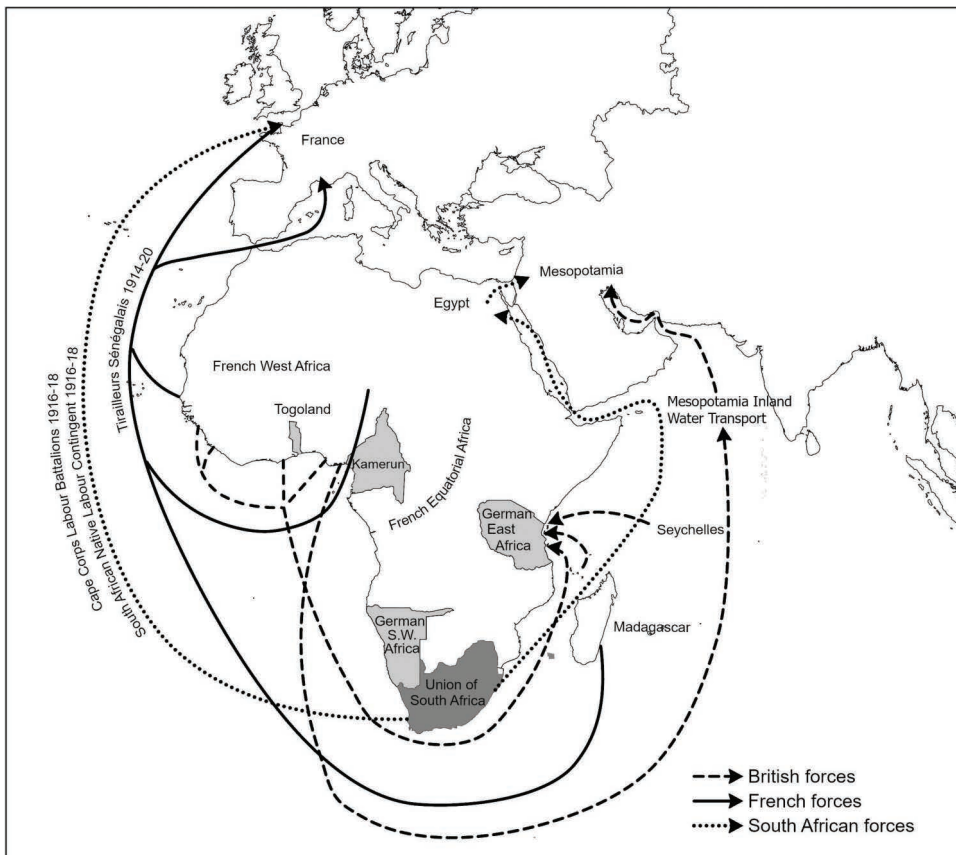 France
Mesopotamia
Egypt
Tirailleurs Sénégalais 1914-20
Cape Corps Labour Battalions 1916-18
South African Native Labour Contingent 1916-18
French West Africa
Togoland
Mesopotamia Inland
Water Transport
Kamerun
French Equatorial Africa
German
East
Africa
Seychelles
German
S.W.
Africa
Madagascar
Union of
South Africa
British forces
French forces
South African forces